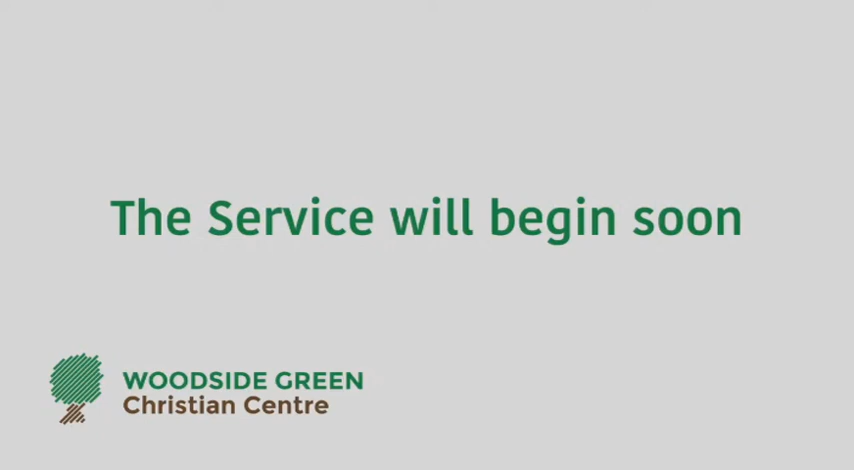 The Service will begin soon
WOODSIDE GREEN
Christian Centre